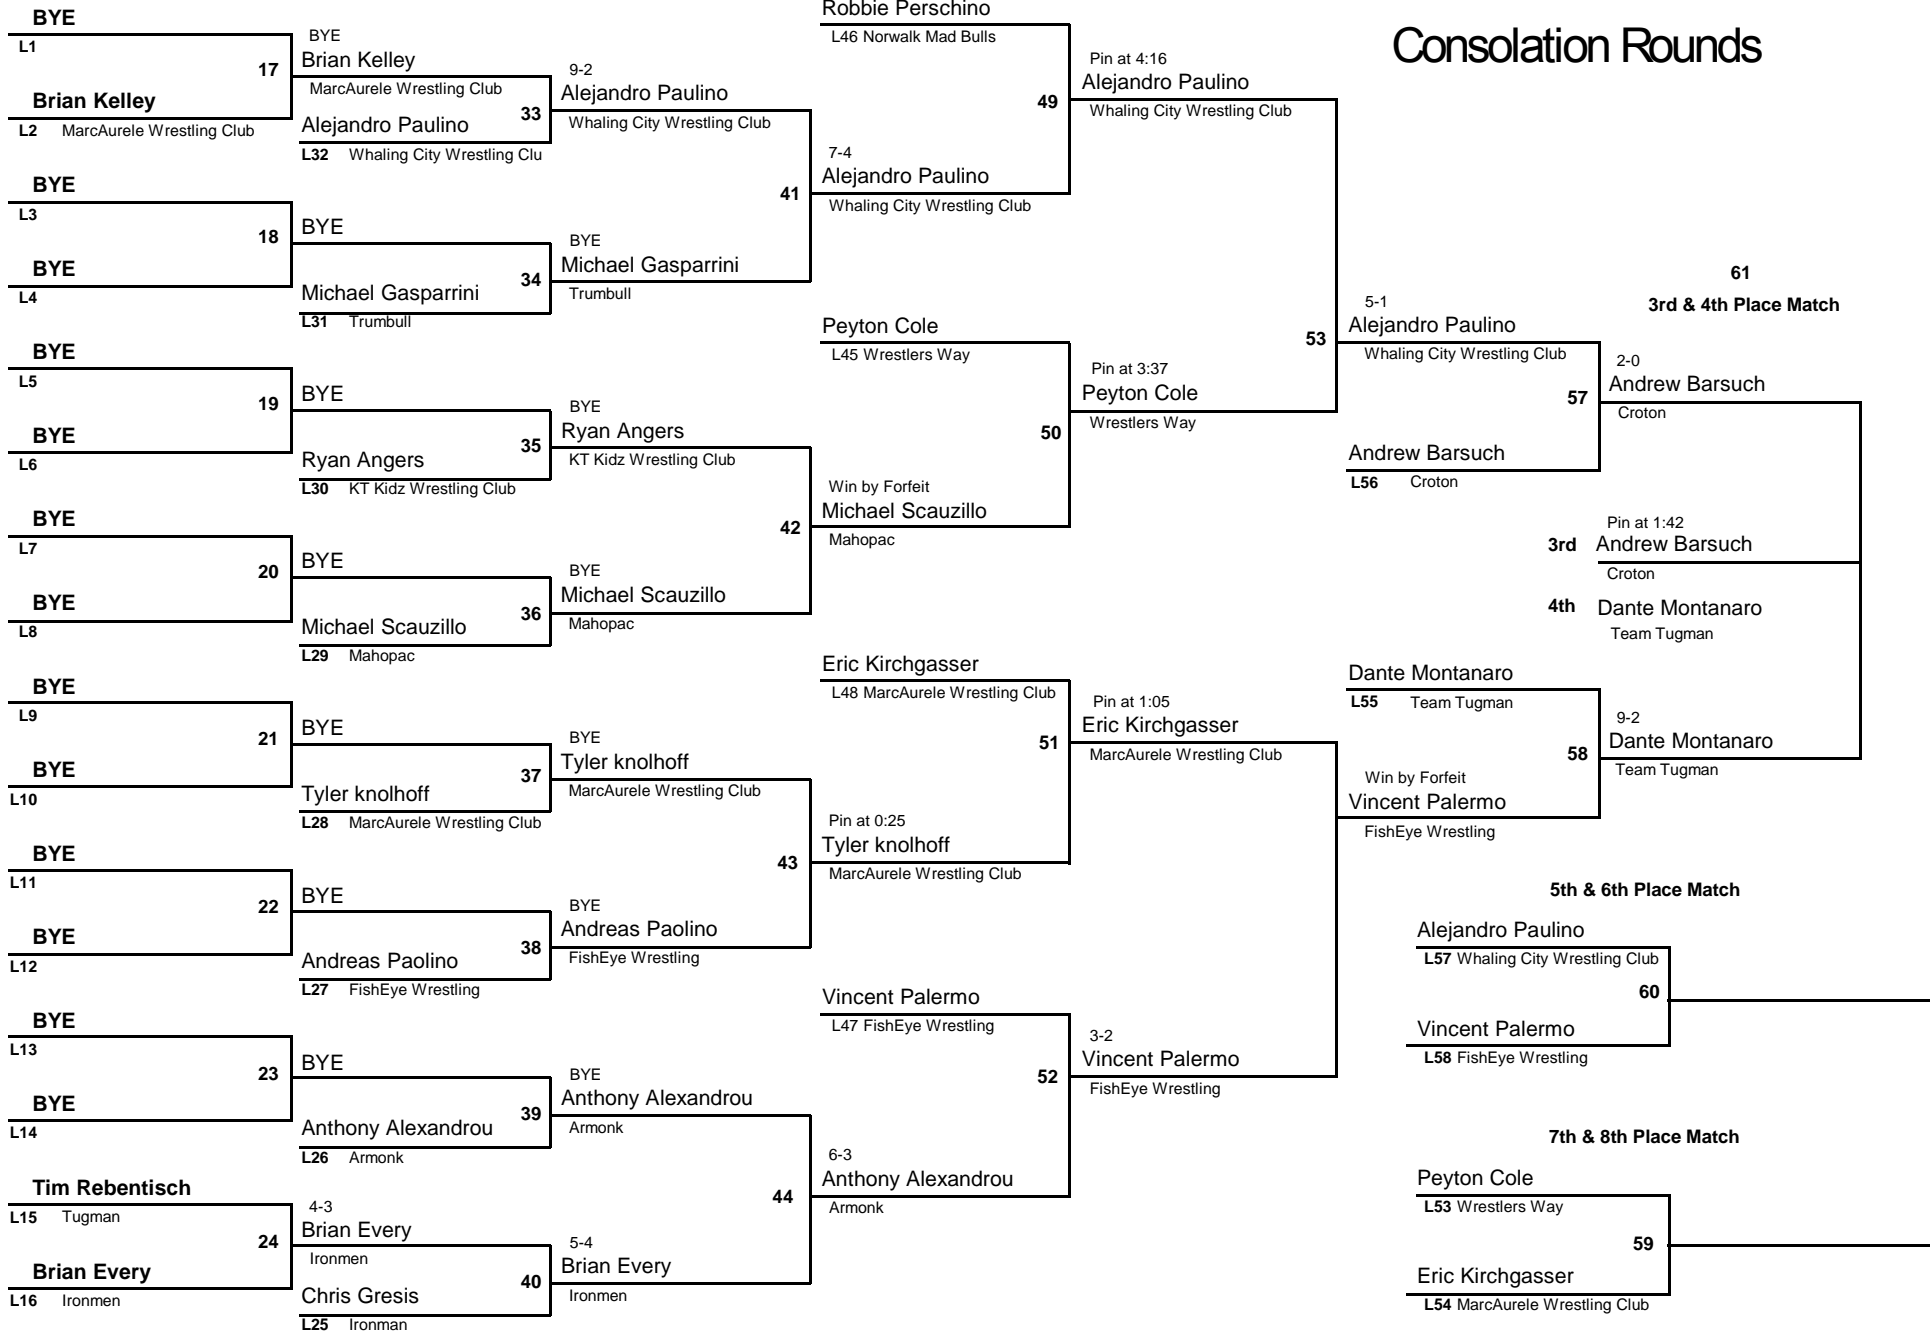 Consolation Rounds
BYE
L1
17
Brian Kelley
L2 MarcAurele Wrestling Club
BYE
L3
18
BYE
L4
BYE
L5
19
BYE
L6
BYE
L7
20
BYE
L8
BYE
L9
21
BYE
L10
BYE
L11
22
BYE
L12
BYE
L13
23
BYE
L14
Tim Rebentisch
L15 Tugman
24
Brian Every
L16 Ironmen
BYE
Brian Kelley
MarcAurele Wrestling Club
33
Alejandro Paulino
L32 Whaling City Wrestling Clu
BYE
34
Michael Gasparrini
L31 Trumbull
BYE
35
Ryan Angers
L30 KT Kidz Wrestling Club
BYE
36
Michael Scauzillo
L29 Mahopac
BYE
37
Tyler knolhoff
L28 MarcAurele Wrestling Club
BYE
38
Andreas Paolino
L27 FishEye Wrestling
BYE
39
Anthony Alexandrou
L26 Armonk
4-3
Brian Every
Ironmen
40
Chris Gresis
L25 Ironman
9-2
Alejandro Paulino
Whaling City Wrestling Club
41
BYE
Michael Gasparrini
Trumbull
BYE
Ryan Angers
KT Kidz Wrestling Club
42
BYE
Michael Scauzillo
Mahopac
BYE
Tyler knolhoff
MarcAurele Wrestling Club
43
BYE
Andreas Paolino
FishEye Wrestling
BYE
Anthony Alexandrou
Armonk
44
5-4
Brian Every
Ironmen
Robbie Perschino
L46 Norwalk Mad Bulls
49
7-4
Alejandro Paulino
Whaling City Wrestling Club
Peyton Cole
L45 Wrestlers Way
50
Win by Forfeit
Michael Scauzillo
Mahopac
Eric Kirchgasser
L48 MarcAurele Wrestling Club
51
Pin at 0:25
Tyler knolhoff
MarcAurele Wrestling Club
Vincent Palermo
L47 FishEye Wrestling
52
6-3
Anthony Alexandrou
Armonk
Pin at 4:16
Alejandro Paulino
Whaling City Wrestling Club
53
Pin at 3:37
Peyton Cole
Wrestlers Way
Pin at 1:05
Eric Kirchgasser
MarcAurele Wrestling Club
3-2
Vincent Palermo
FishEye Wrestling
5-1
Alejandro Paulino
Whaling City Wrestling Club
57
Andrew Barsuch
L56 Croton
Dante Montanaro
L55 Team Tugman
58
Win by Forfeit
Vincent Palermo
FishEye Wrestling
61
3rd & 4th Place Match
2-0
Andrew Barsuch
Croton
Pin at 1:42
3rd Andrew Barsuch
Croton
4th Dante Montanaro
Team Tugman
9-2
Dante Montanaro
Team Tugman
5th & 6th Place Match
Alejandro Paulino
L57 Whaling City Wrestling Club
60
Vincent Palermo
L58 FishEye Wrestling
7th & 8th Place Match
Peyton Cole
L53 Wrestlers Way
59
Eric Kirchgasser
L54 MarcAurele Wrestling Club